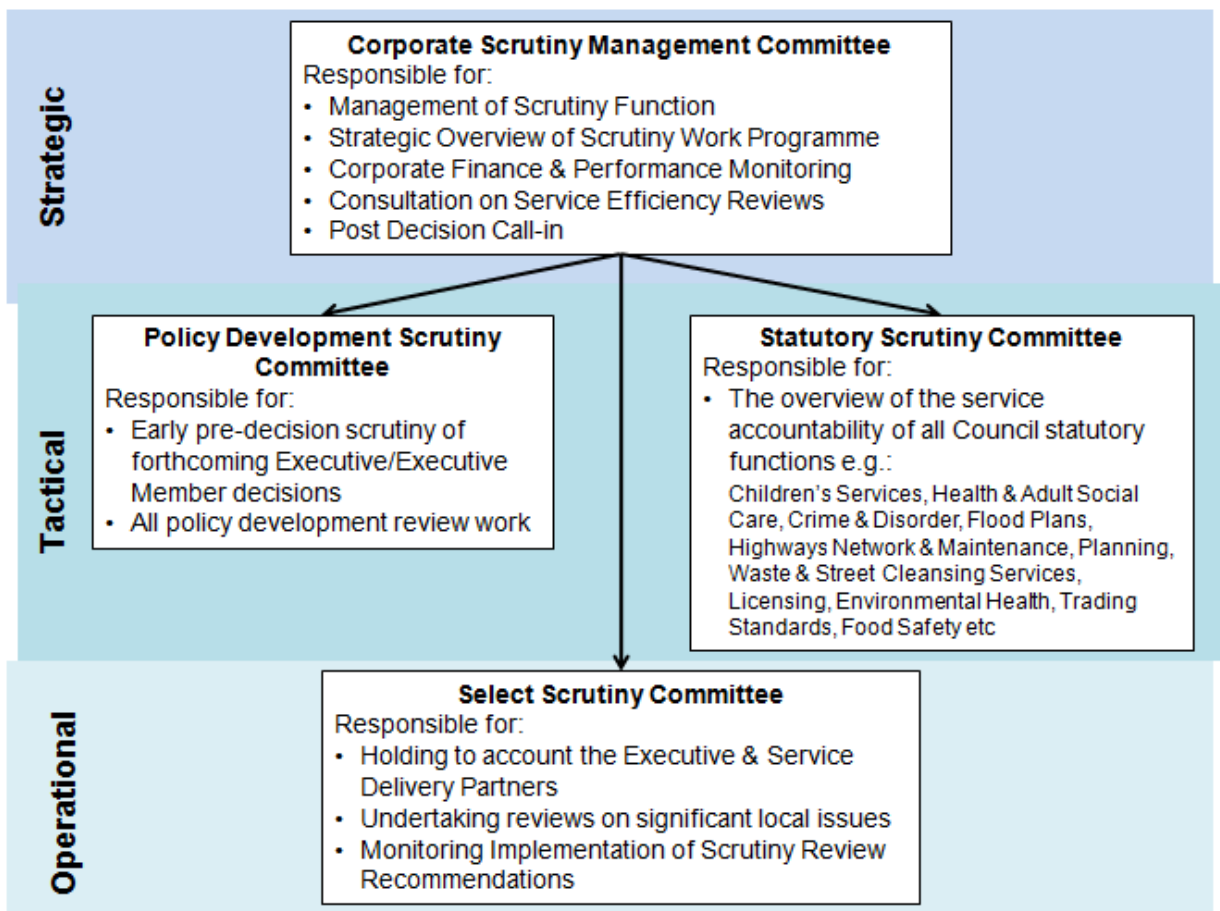 Strategic
Corporate Scrutiny Management Committee
Responsible for:
• Management of Scrutiny Function
• Strategic Overview of Scrutiny Work Programme
• Corporate Finance & Performance Monitoring
• Consultation on Service Efficiency Reviews
• Post Decision Call-in
Tactical
Policy Development Scrutiny
Committee
Responsible for:
• Early pre-decision scrutiny of
forthcoming Executive/Executive
Member decisions
• All policy development review work
Statutory Scrutiny Committee
Responsible for:
• The overview of the service
accountability of all Council statutory
functions e.g.:
Children's Services, Health & Adult Social
Care, Crime & Disorder, Flood Plans,
Highways Network & Maintenance, Planning,
Waste & Street Cleansing Services,
Licensing, Environmental Health, Trading
Standards, Food Safety etc
Operational
Select Scrutiny Committee
Responsible for:
• Holding to account the Executive & Service
Delivery Partners
• Undertaking reviews on significant local issues
• Monitoring Implementation of Scrutiny Review
Recommendations